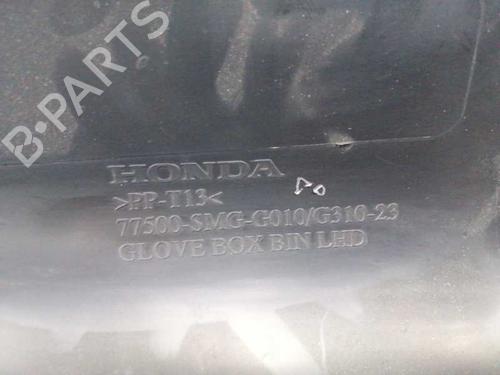 B-PARTS
HONDA
>PP-T13<
77500-SMG-G010/G310-23
GLOVE BOX BIN LHD